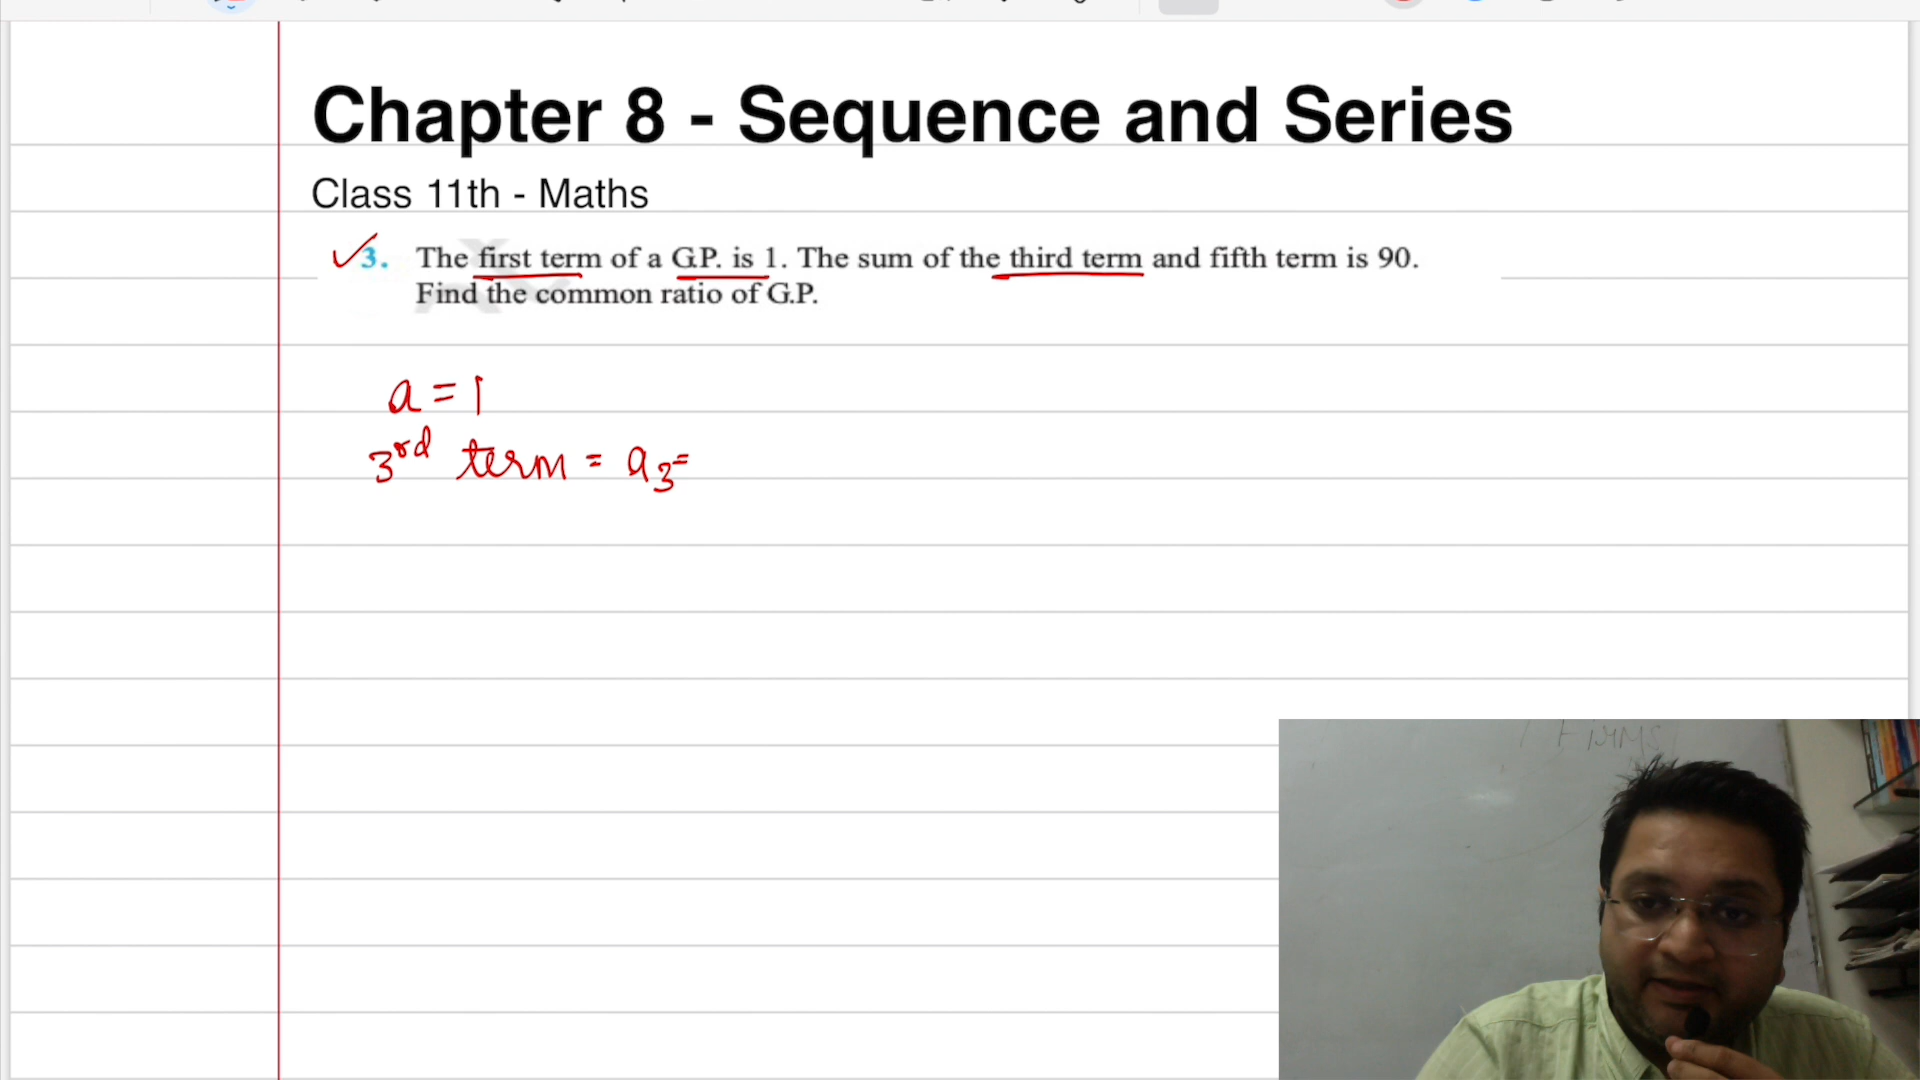 Chapter 8 - Sequence and Series
Class 11th - Maths
3. The first term of a G.P. is 1. The sum of the third term and fifth term is 90.
Find the common ratio of G.P.
a = 1
3rd term = a3 =